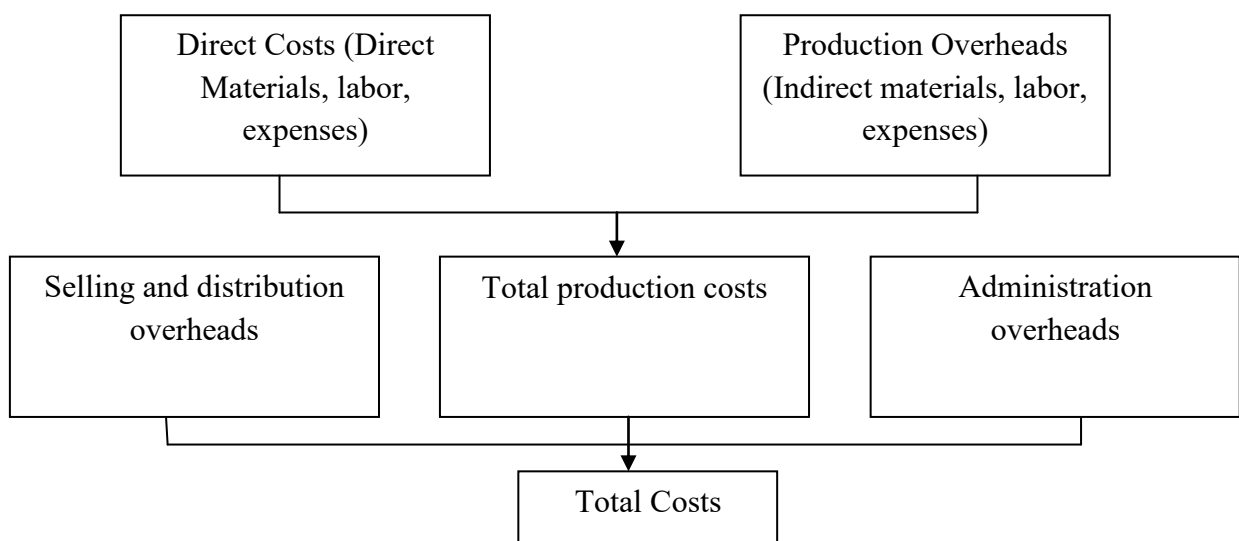 Direct Costs (Direct
Materials, labor,
expenses)
Production Overheads
(Indirect materials, labor,
expenses)
Selling and distribution
overheads
Total production costs
Administration
overheads
Total Costs